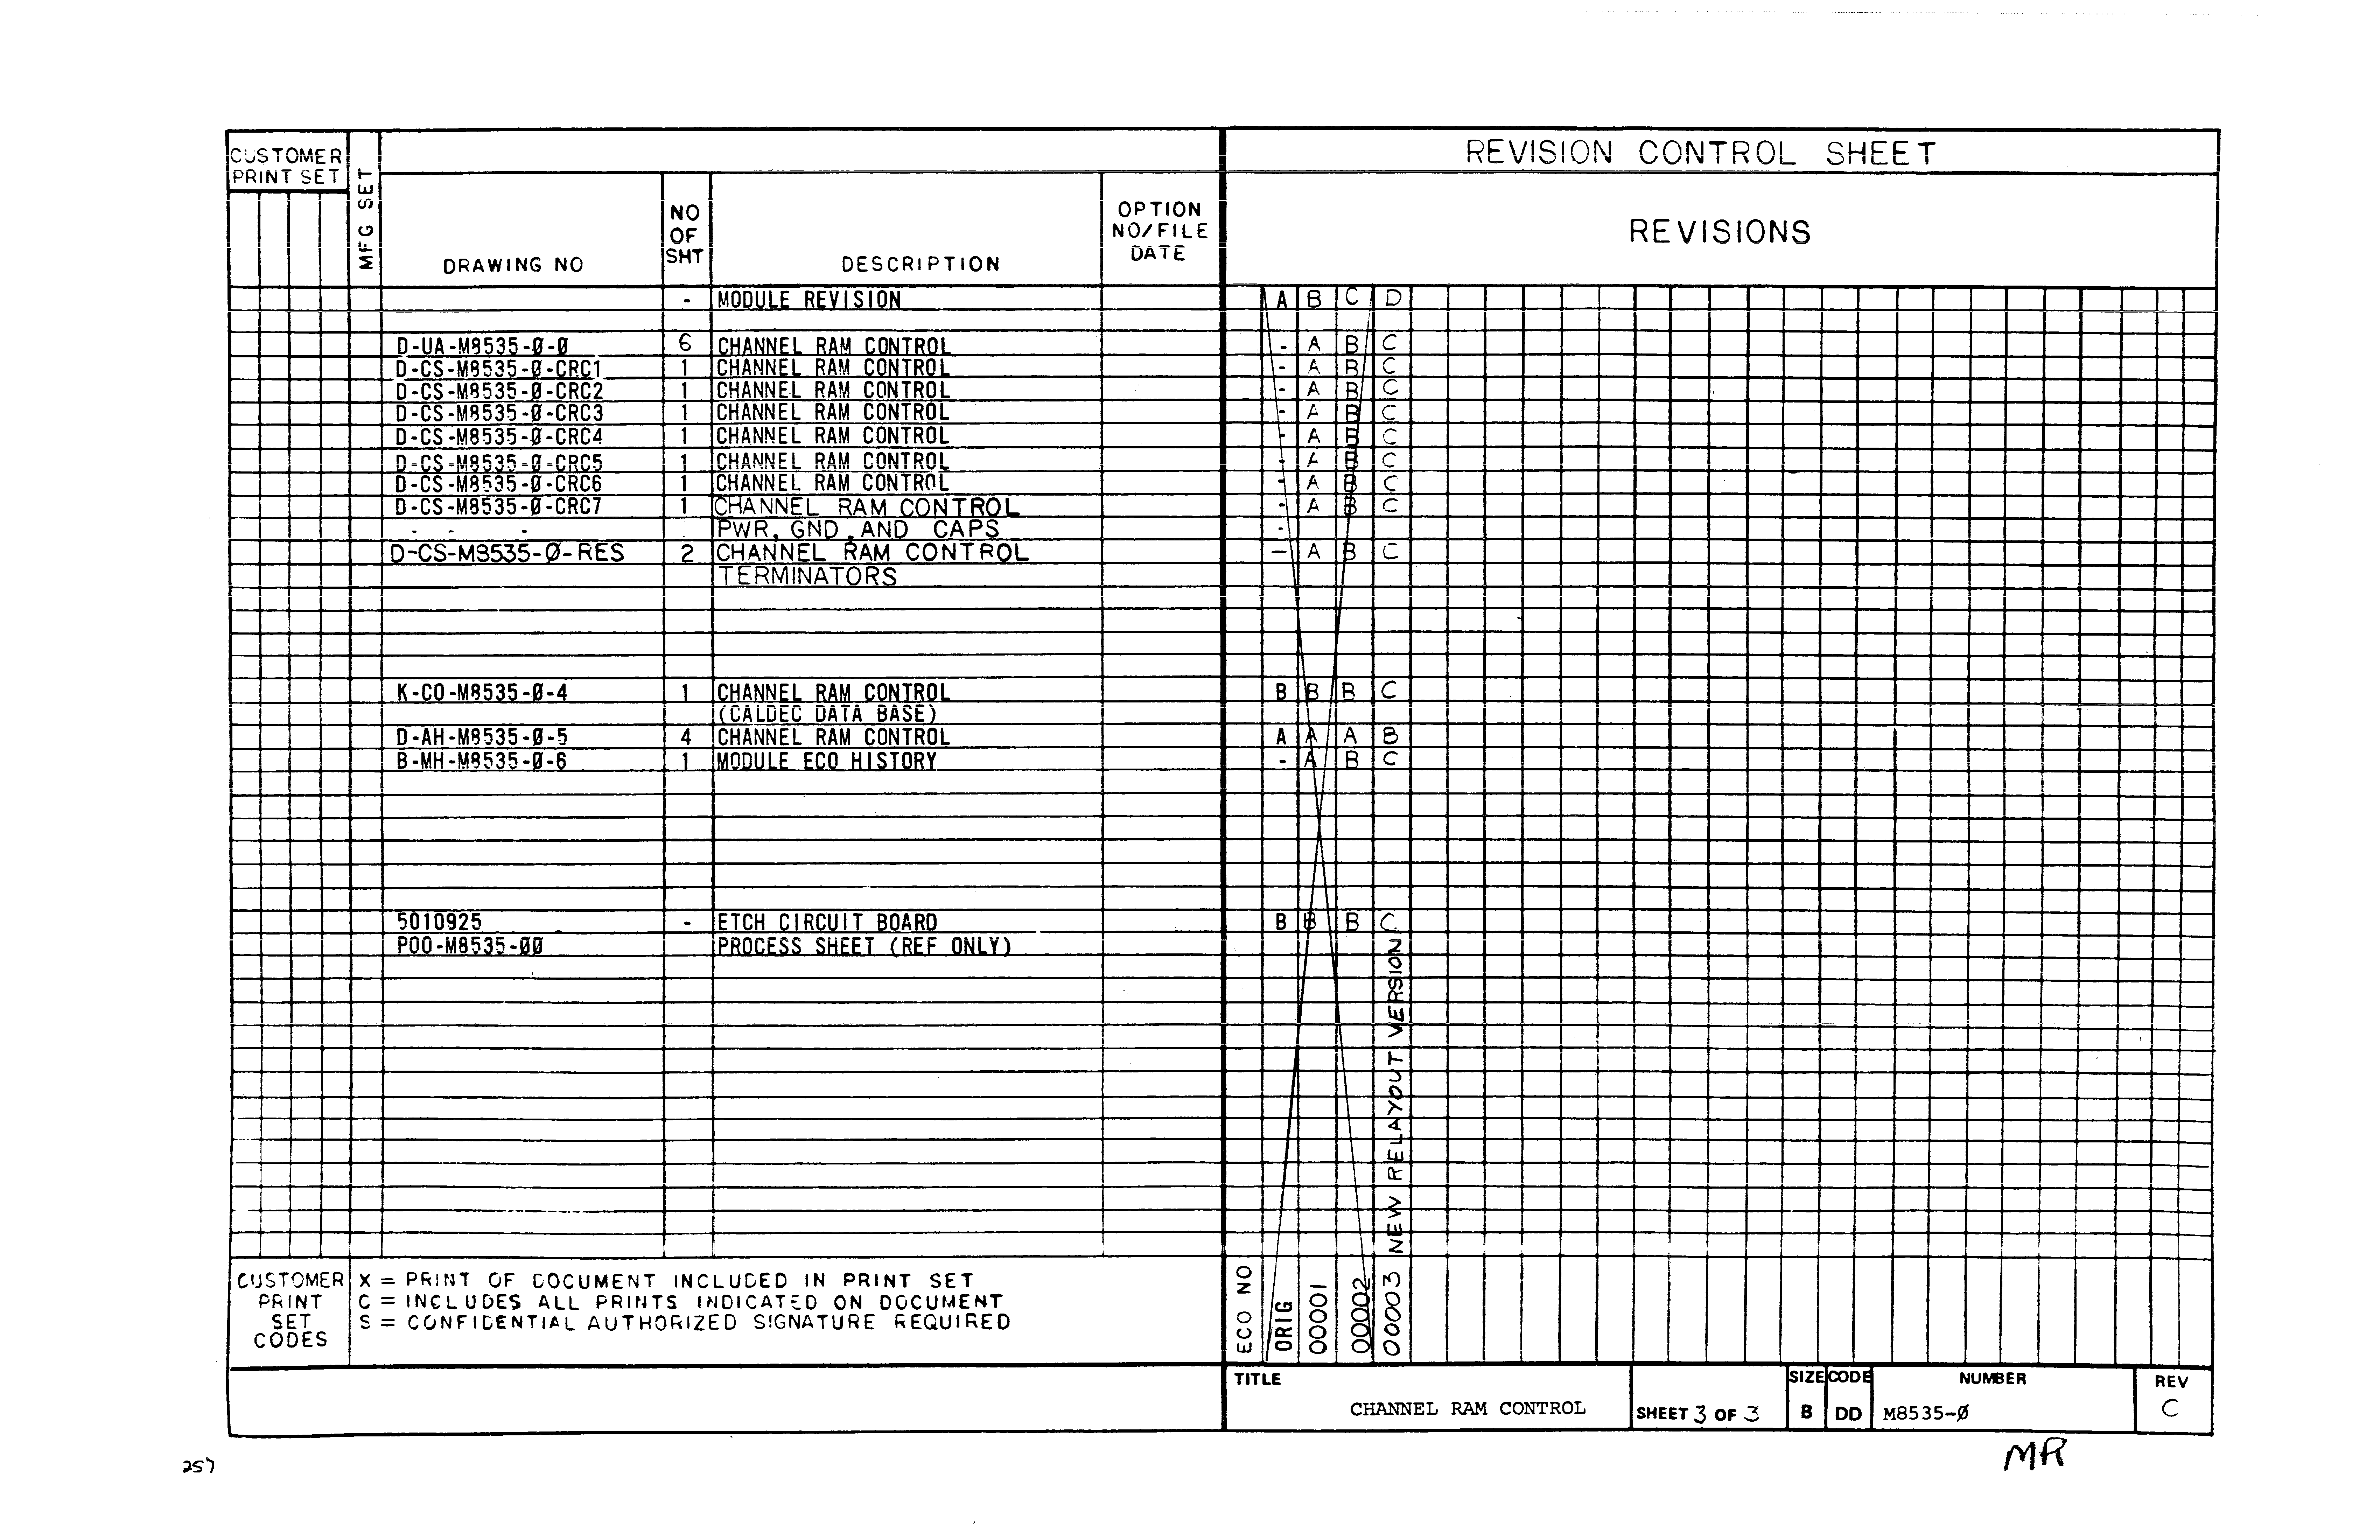 REVISION CONTROL SHEET
CUSTOMER
PRINT SET
MFG SET
DRAWING NO
NO
OF
SHT
DESCRIPTION
OPTION
NO/FILE
DATE
REVISIONS
- MODULE REVISION A B C D
D-UA-M8535-Ø-Ø 6 CHANNEL RAM CONTROL - A B C
D-CS-M8535-Ø-CRC1 1 CHANNEL RAM CONTROL - A B C
D-CS-M8535-Ø-CRC2 1 CHANNEL RAM CONTROL - A B C
D-CS-M8535-Ø-CRC3 1 CHANNEL RAM CONTROL - A B C
D-CS-M8535-Ø-CRC4 1 CHANNEL RAM CONTROL - A B C
D-CS-M8535-Ø-CRC5 1 CHANNEL RAM CONTROL - A B C
D-CS-M8535-Ø-CRC6 1 CHANNEL RAM CONTROL - A B C
D-CS-M8535-Ø-CRC7 1 CHANNEL RAM CONTROL - A B C
- - - PWR, GND, AND CAPS -
D-CS-M8535-Ø-RES 2 CHANNEL RAM CONTROL - A B C
TERMINATORS
K-CO-M8535-Ø-4 1 CHANNEL RAM CONTROL B B B C
(CALDEC DATA BASE)
D-AH-M8535-Ø-5 4 CHANNEL RAM CONTROL A A A B
B-MH-M8535-Ø-6 1 MODULE ECO HISTORY - A B C
5010925 - ETCH CIRCUIT BOARD B B B C
P00-M8535-ØØ PROCESS SHEET (REF ONLY)
NEW RELAYOUT VERSION
CUSTOMER
PRINT
SET
CODES
X = PRINT OF DOCUMENT INCLUDED IN PRINT SET
C = INCLUDES ALL PRINTS INDICATED ON DOCUMENT
S = CONFIDENTIAL AUTHORIZED SIGNATURE REQUIRED
ECO NO ORIG 00001 00002 00003
TITLE
CHANNEL RAM CONTROL
SHEET 3 OF 3
SIZE
B
CODE
DD
NUMBER
M8535-Ø
REV
C
MR
257